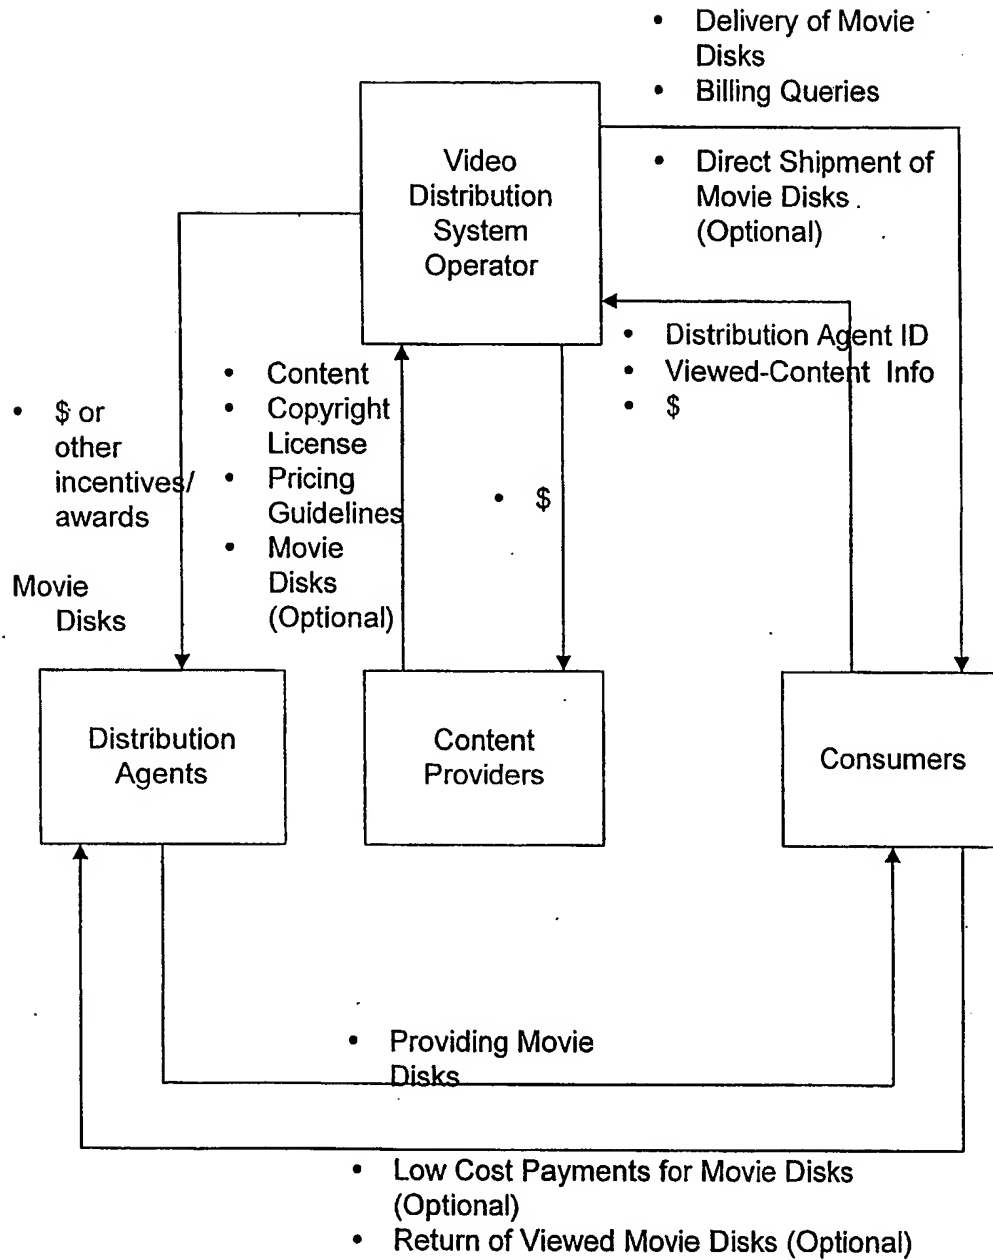 • Delivery of Movie
Disks
• Billing Queries
• Direct Shipment of
Movie Disks
(Optional)
Video
Distribution
System
Operator
• Distribution Agent ID
• Viewed-Content Info
• $
• Content
• Copyright
License
• Pricing
Guidelines
• Movie
Disks
(Optional)
• $ or
other
incentives/
awards
Movie
Disks
• $
Distribution
Agents
Content
Providers
Consumers
• Providing Movie
Disks
• Low Cost Payments for Movie Disks
(Optional)
• Return of Viewed Movie Disks (Optional)